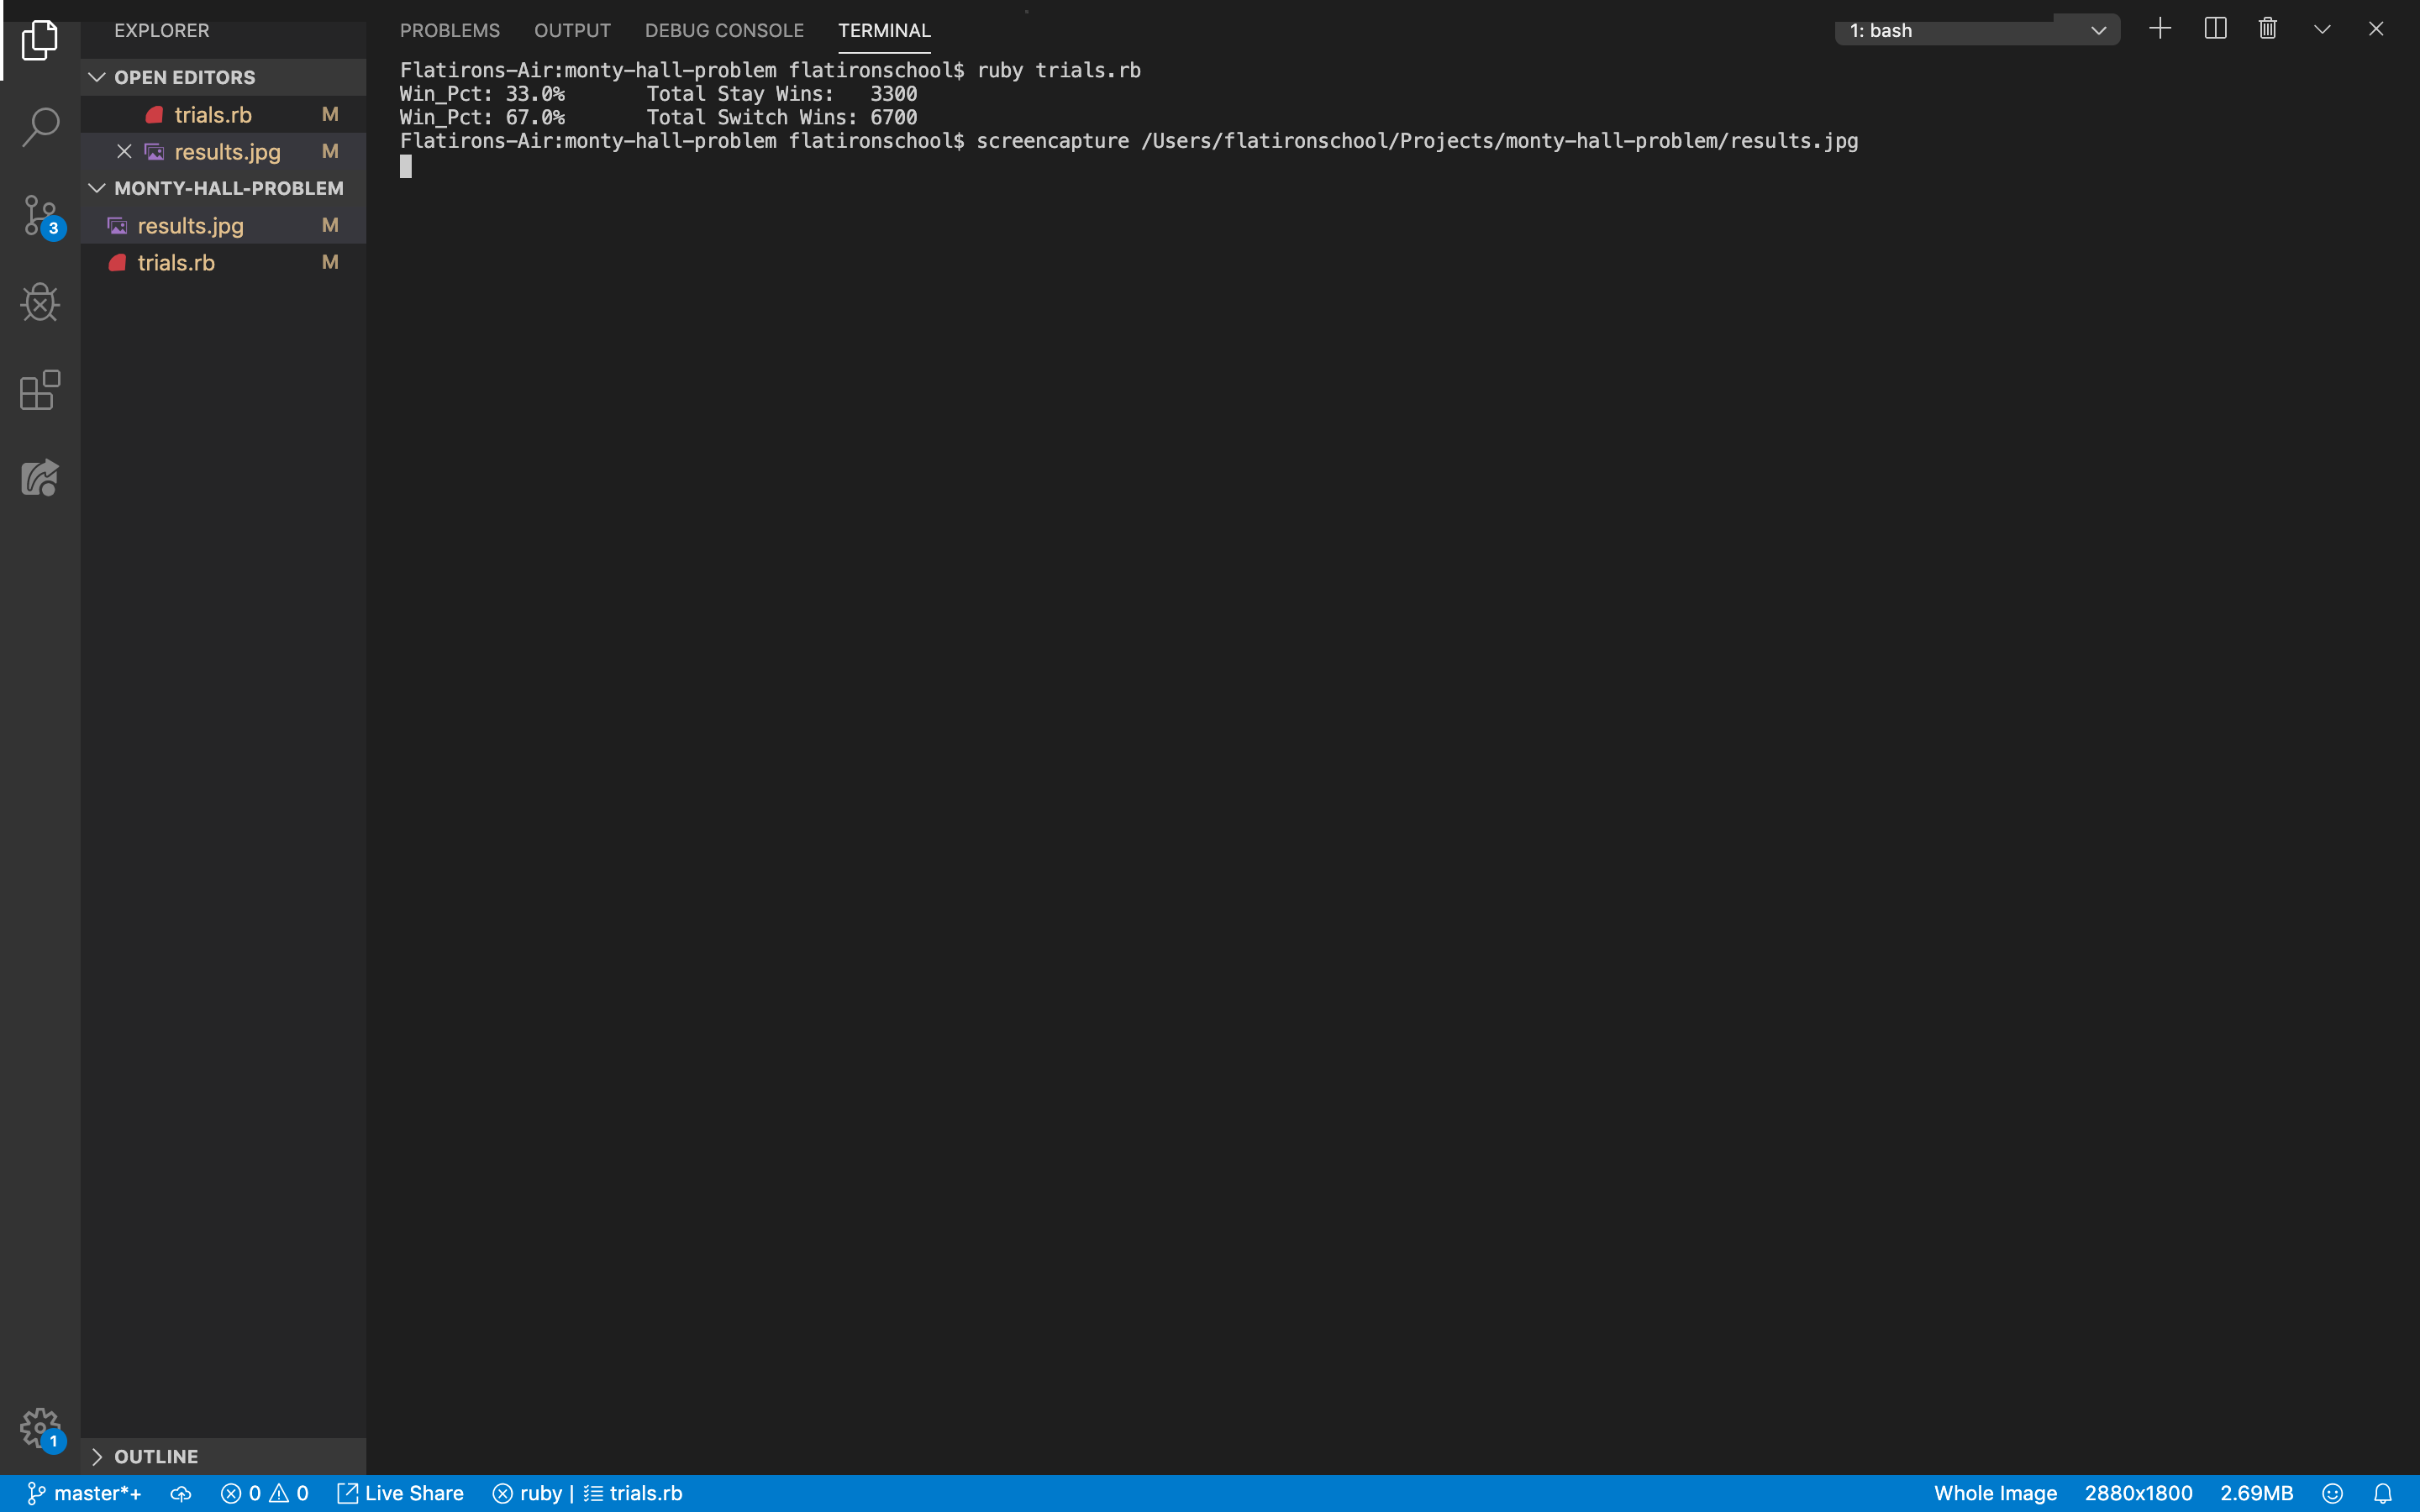 EXPLORER
OPEN EDITORS
trials.rb M
results.jpg M
MONTY-HALL-PROBLEM
results.jpg M
trials.rb M
3
1
OUTLINE
PROBLEMS OUTPUT DEBUG CONSOLE TERMINAL 1: bash
Flatirons-Air:monty-hall-problem flatironschool$ ruby trials.rb
Win_Pct: 33.0% Total Stay Wins: 3300
Win_Pct: 67.0% Total Switch Wins: 6700
Flatirons-Air:monty-hall-problem flatironschool$ screencapture /Users/flatironschool/Projects/monty-hall-problem/results.jpg
master*+ 0 0 Live Share ruby | trials.rb Whole Image 2880x1800 2.69MB